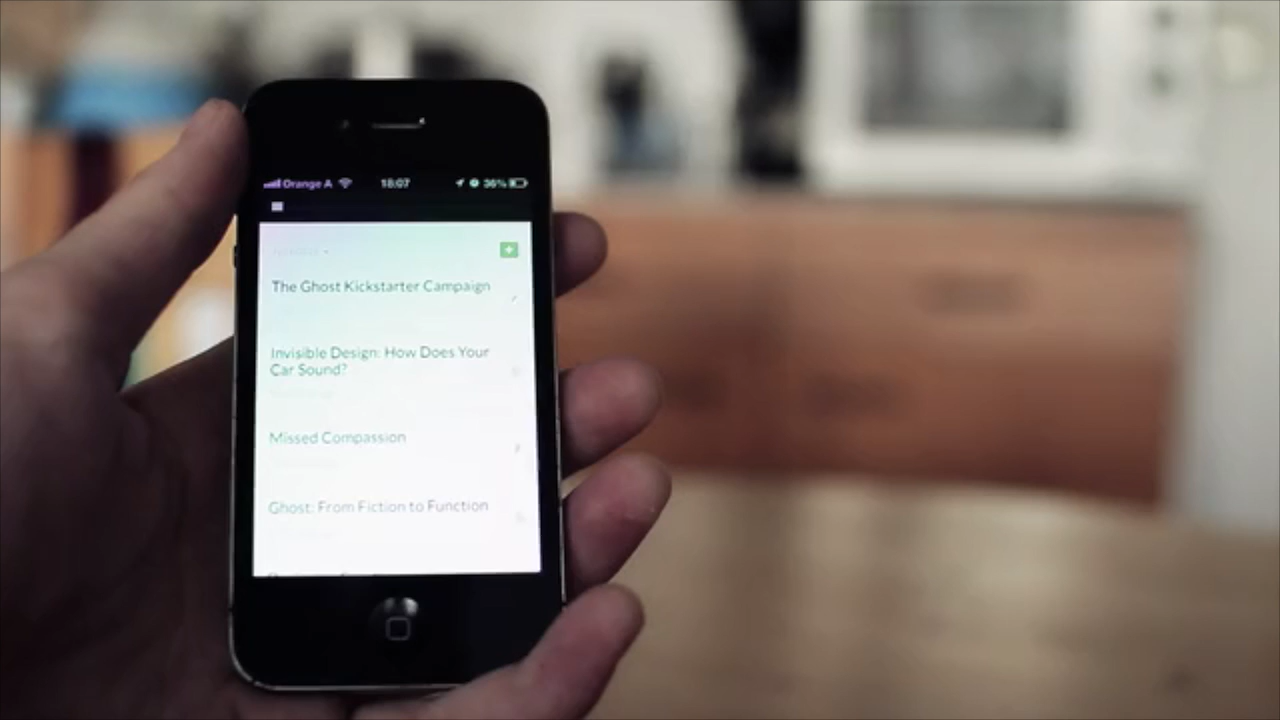 Orange A 18:07 36%
The Ghost Kickstarter Campaign
Invisible Design: How Does Your
Car Sound?
Missed Compassion
Ghost: From Fiction to Function